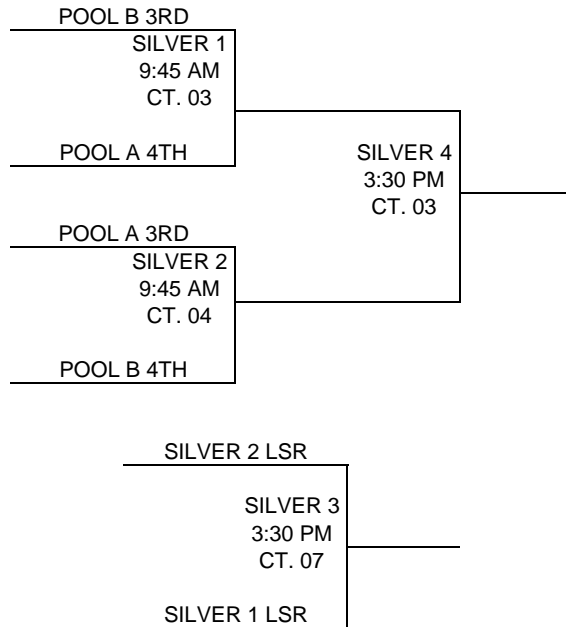 POOL B 3RD
SILVER 1
9:45 AM
CT. 03
POOL A 4TH
SILVER 4
3:30 PM
CT. 03
POOL A 3RD
SILVER 2
9:45 AM
CT. 04
POOL B 4TH
SILVER 2 LSR
SILVER 3
3:30 PM
CT. 07
SILVER 1 LSR